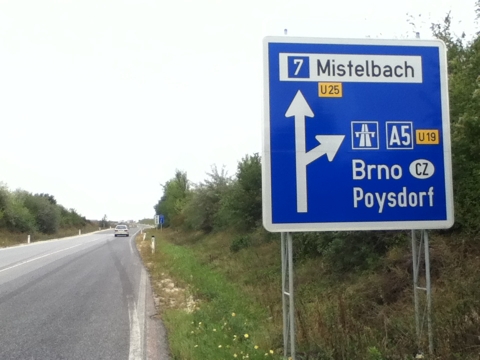 7 Mistelbach
U25
A5 U19
Brno CZ
Poysdorf